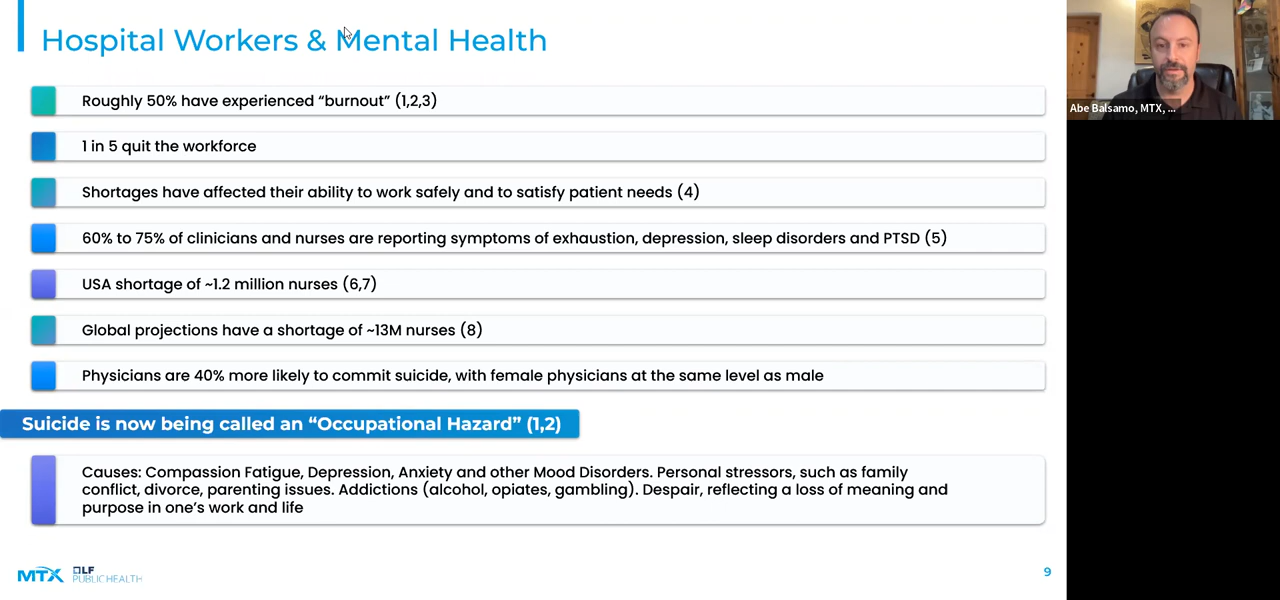 Hospital Workers & Mental Health
Roughly 50% have experienced “burnout” (1,2,3)
1 in 5 quit the workforce
Shortages have affected their ability to work safely and to satisfy patient needs (4)
60% to 75% of clinicians and nurses are reporting symptoms of exhaustion, depression, sleep disorders and PTSD (5)
USA shortage of ~1.2 million nurses (6,7)
Global projections have a shortage of ~13M nurses (8)
Physicians are 40% more likely to commit suicide, with female physicians at the same level as male
Suicide is now being called an “Occupational Hazard” (1,2)
Causes: Compassion Fatigue, Depression, Anxiety and other Mood Disorders. Personal stressors, such as family
conflict, divorce, parenting issues. Addictions (alcohol, opiates, gambling). Despair, reflecting a loss of meaning and
purpose in one’s work and life
MTX
LF
PUBLIC HEALTH
9
Abe Balsamo, MTX, ...